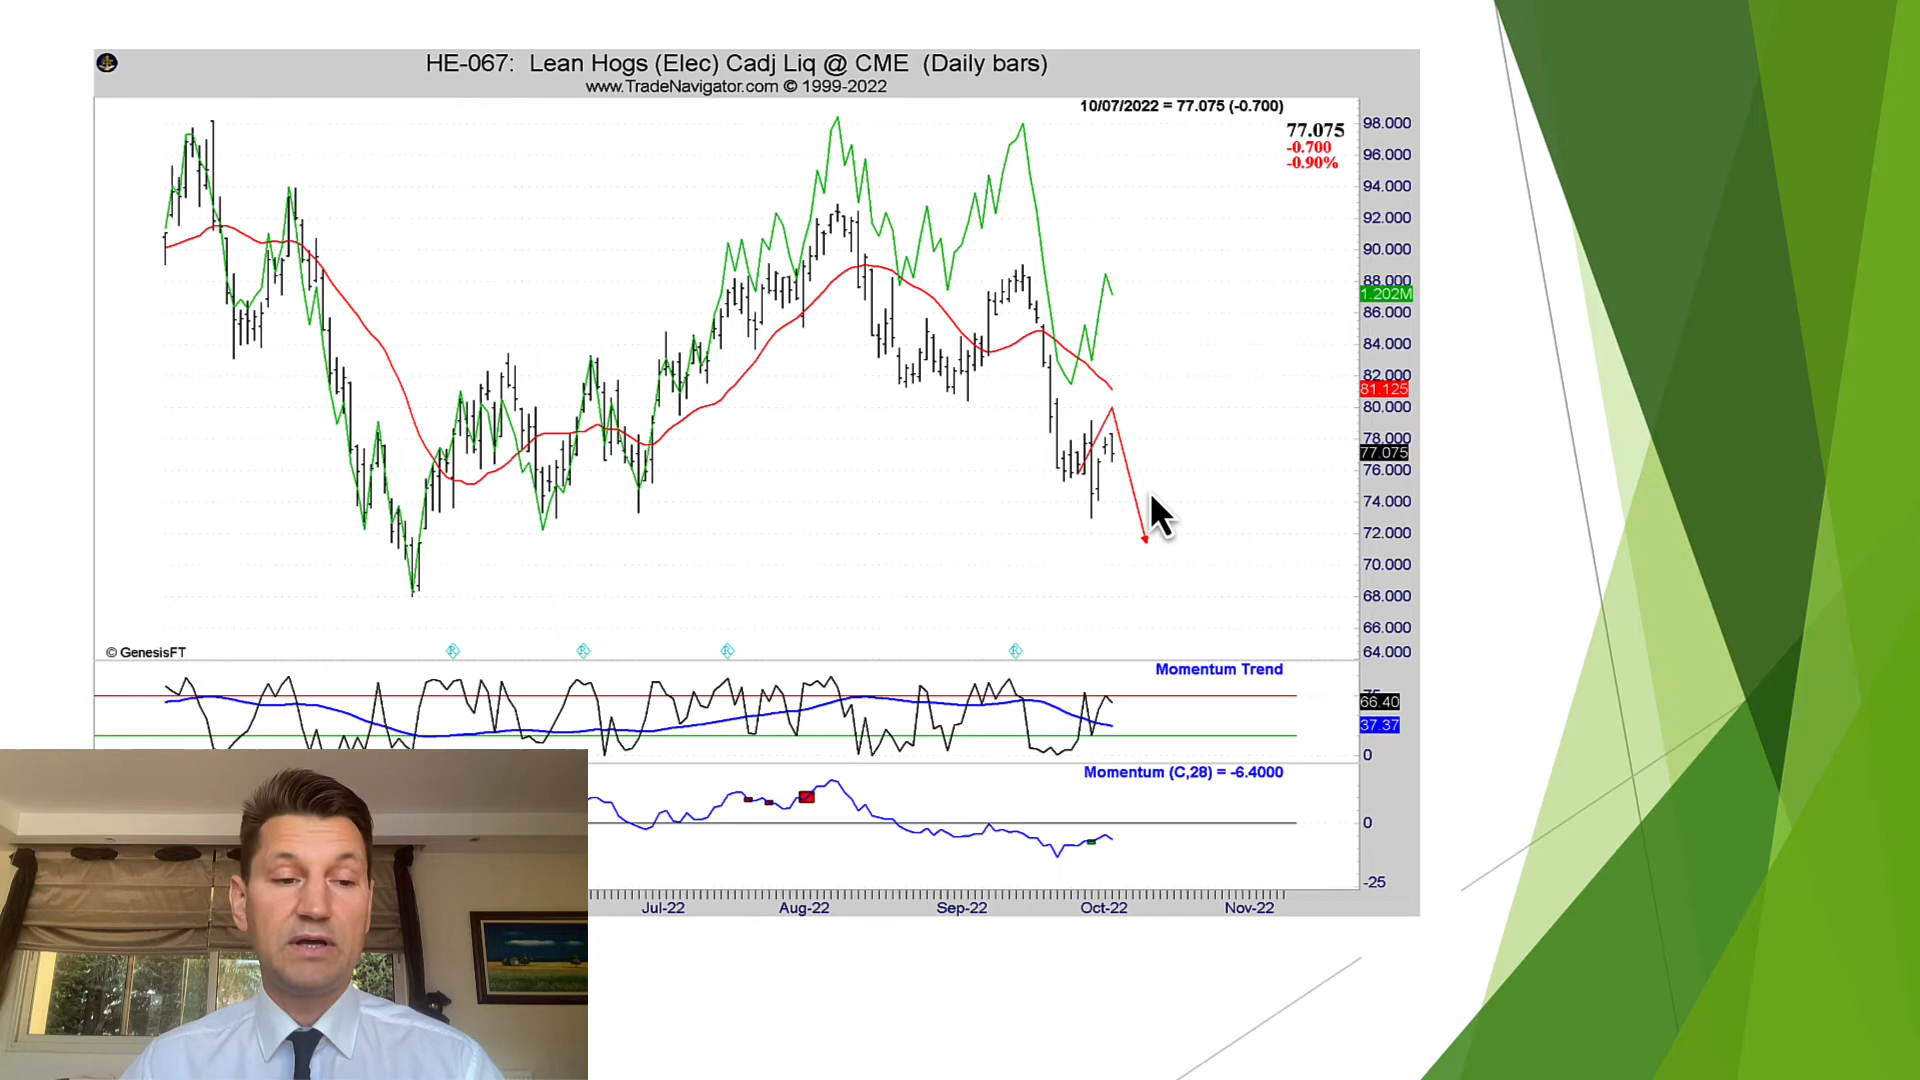 HE-067: Lean Hogs (Elec) Cadj Liq @ CME (Daily bars)
www.TradeNavigator.com © 1999-2022
10/07/2022 = 77.075 (-0.700)
77.075
-0.700
-0.90%
98.000
96.000
94.000
92.000
90.000
88.000
1.202M
86.000
84.000
82.000
81.125
80.000
78.000
77.075
76.000
74.000
72.000
70.000
68.000
66.000
64.000
© GenesisFT
R
R
R
R
Momentum Trend
75
66.40
37.37
0
Momentum (C,28) = -6.4000
0
-25
Jul-22 Aug-22 Sep-22 Oct-22 Nov-22